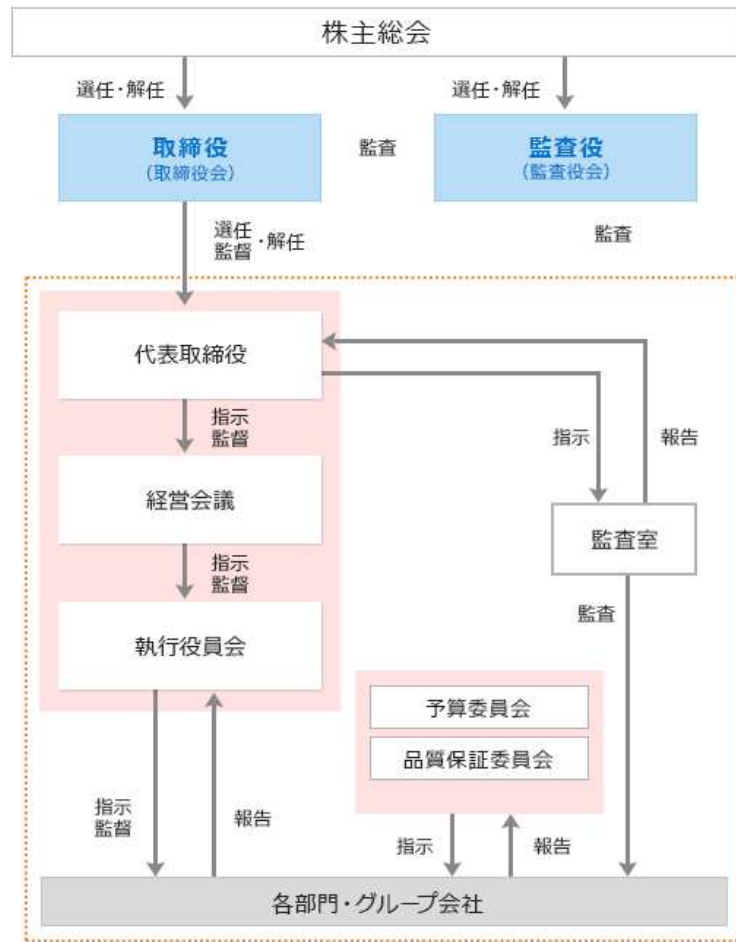 株主総会
選任・解任
選任・解任
取締役
(取締役会)
監査
監査役
(監査役会)
選任
監督・解任
監査
代表取締役
指示
監督
指示
報告
経営会議
監査室
指示
監督
監査
執行役員会
予算委員会
品質保証委員会
指示
監督
報告
指示
報告
各部門・グループ会社